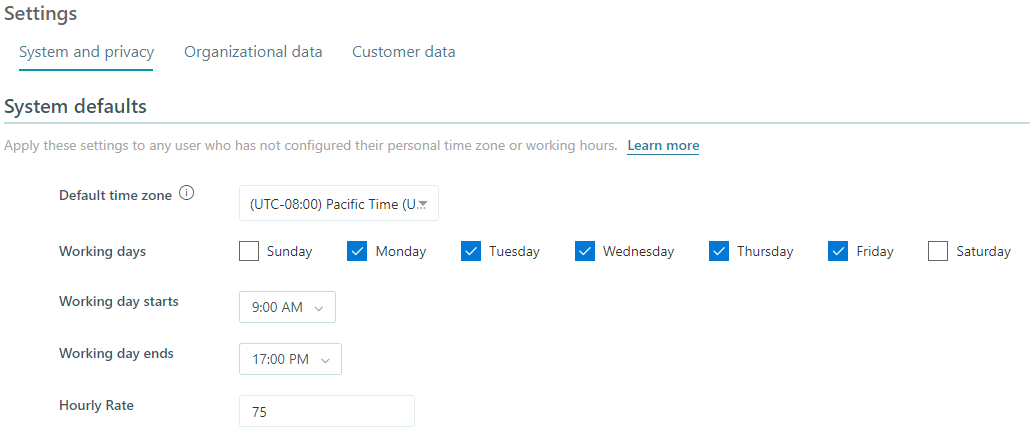 Settings
System and privacy Organizational data Customer data
System defaults
Apply these settings to any user who has not configured their personal time zone or working hours. Learn more
Default time zone (UTC-08:00) Pacific Time (U...
Working days Sunday Monday Tuesday Wednesday Thursday Friday Saturday
Working day starts 9:00 AM
Working day ends 17:00 PM
Hourly Rate 75